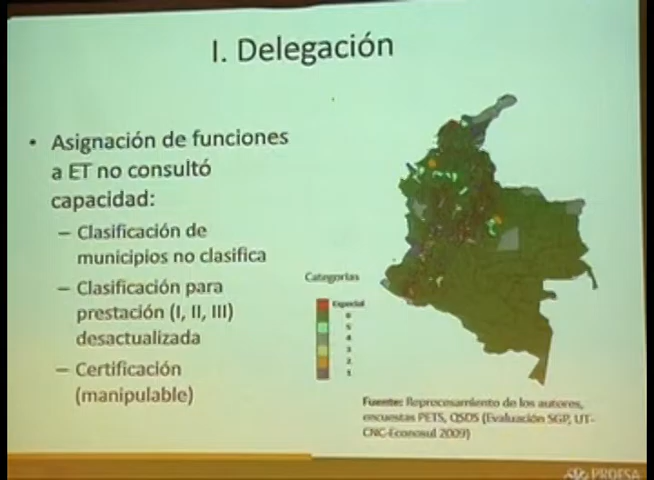 I. Delegación
• Asignación de funciones
a ET no consultó
capacidad:
– Clasificación de
municipios no clasifica
– Clasificación para
prestación (I, II, III)
desactualizada
– Certificación
(manipulable)
Categorías
Especial
6
5
4
3
2
1
Fuente: Reprocesamiento de los autores,
encuestas PETS, QSDS (Evaluación SGP, UT-
CNC-Econosul 2009)
PROESA